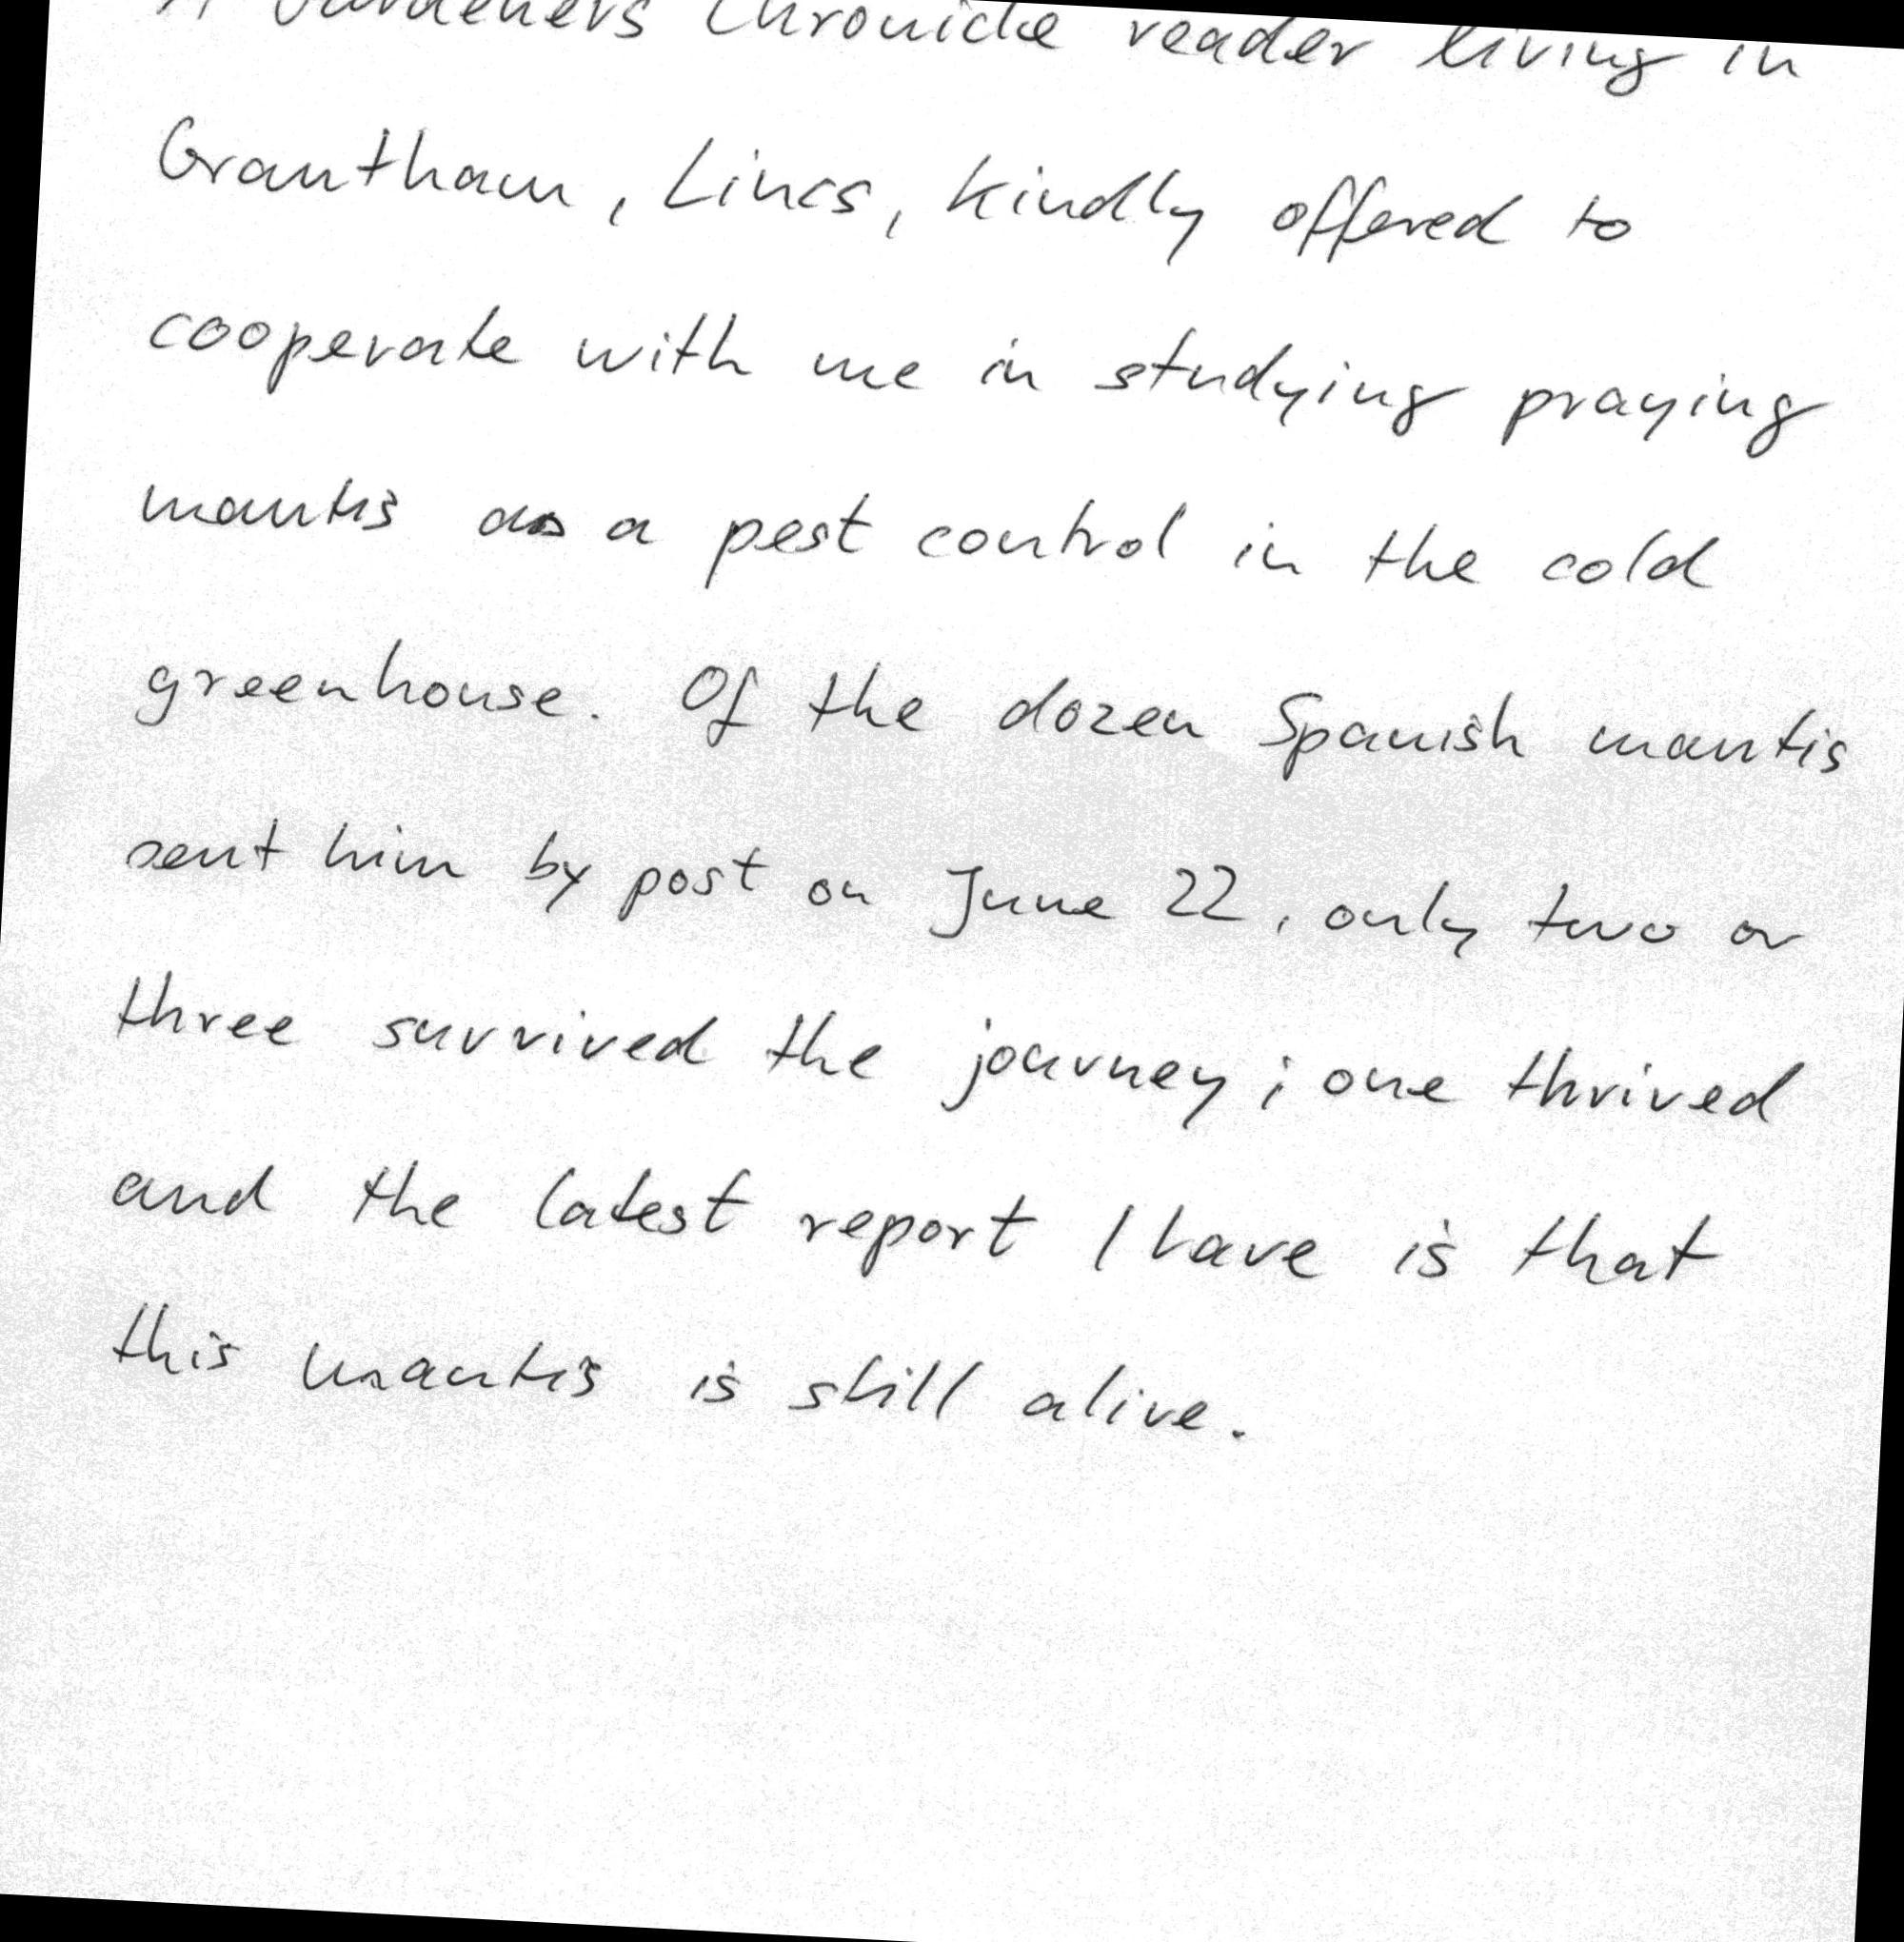 A Gardeners Chronicle reader living in
Grantham, Lincs, kindly offered to
cooperate with me in studying praying
mantis as a pest control in the cold
greenhouse. Of the dozen Spanish mantis
sent him by post on June 22, only two or
three survived the journey; one thrived
and the latest report I have is that
this mantis is still alive.